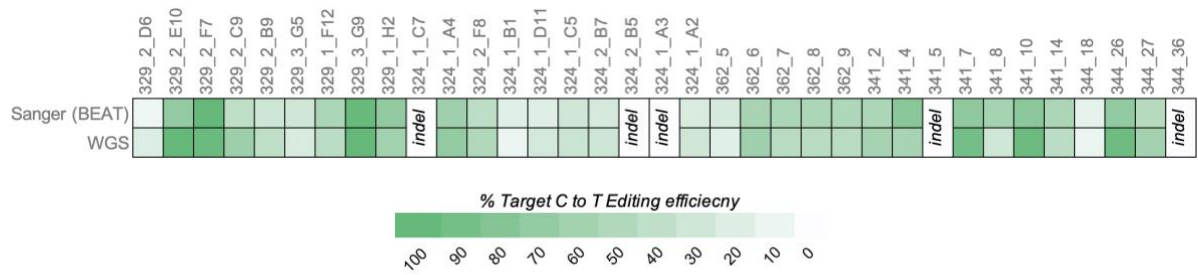 329_2_D6 329_2_E10 329_2_F7 329_2_C9 329_2_B9 329_3_G5 329_1_F12 329_3_G9 329_1_H2 324_1_C7 324_1_A4 324_2_F8 324_1_B1 324_1_D11 324_1_C5 324_2_B7 324_2_B5 324_1_A3 324_1_A2 362_5 362_6 362_7 362_8 362_9 341_2 341_4 341_5 341_7 341_8 341_10 341_14 344_18 344_26 344_27 344_36
Sanger (BEAT) indel indel indel indel indel
WGS
% Target C to T Editing efficiecny
100 90 80 70 60 50 40 30 20 10 0